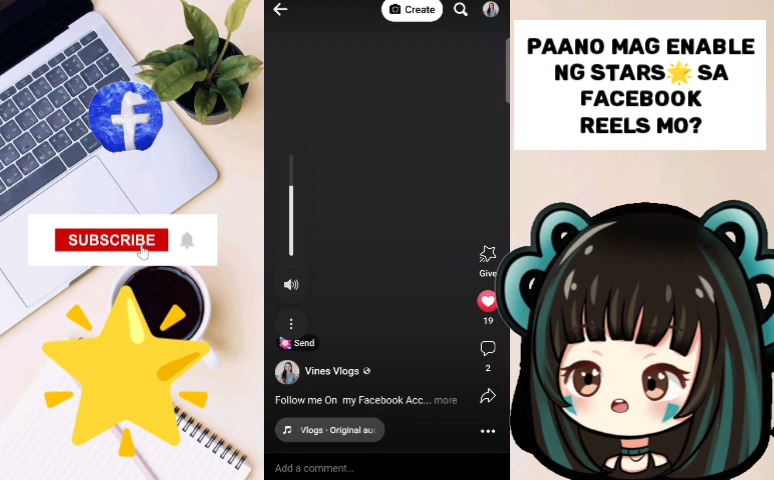 Create
PAANO MAG ENABLE
NG STARS🌟 SA
FACEBOOK
REELS MO?
SUBSCRIBE
Give
19
Send
2
Vines Vlogs
Follow me On my Facebook Acc... more
Vlogs · Original au
Add a comment...